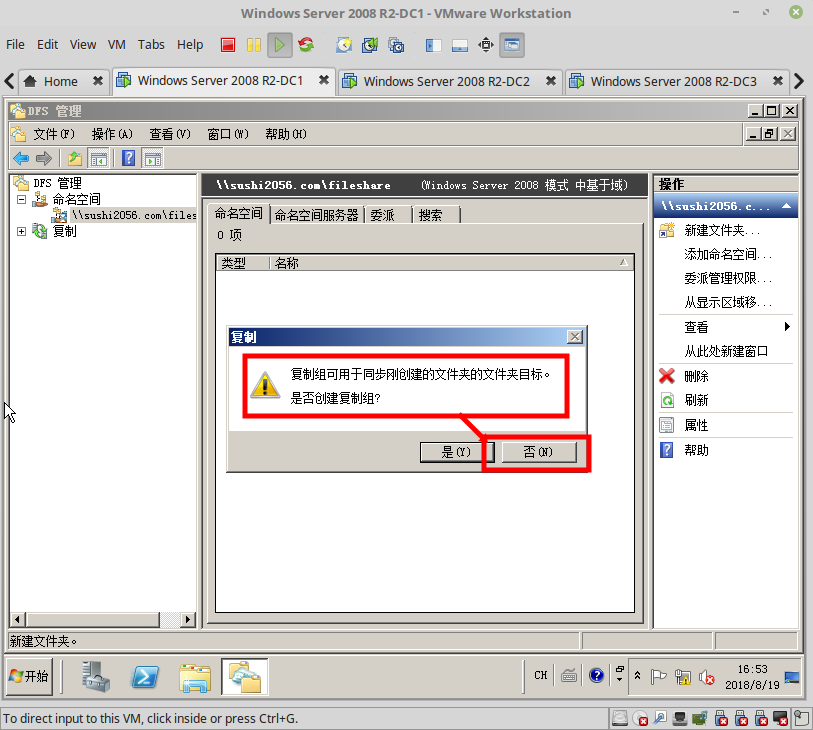 Windows Server 2008 R2-DC1 - VMware Workstation
File Edit View VM Tabs Help
Home
Windows Server 2008 R2-DC1
Windows Server 2008 R2-DC2
Windows Server 2008 R2-DC3
DFS 管理
文件(F) 操作(A) 查看(V) 窗口(W) 帮助(H)
DFS 管理
命名空间
\\sushi2056.com\files
复制
\\sushi2056.com\fileshare (Windows Server 2008 模式 中基于域)
命名空间 命名空间服务器 委派 搜索
0 项
类型 名称
复制
复制组可用于同步刚创建的文件夹的文件夹目标。
是否创建复制组?
是(Y) 否(N)
操作
\\sushi2056.c...
新建文件夹...
添加命名空间...
委派管理权限...
从显示区域移...
查看
从此处新建窗口
删除
刷新
属性
帮助
新建文件夹。
开始
CH
16:53
2018/8/19
To direct input to this VM, click inside or press Ctrl+G.